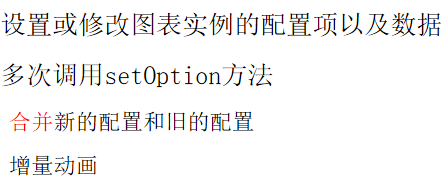 设置或修改图表实例的配置项以及数据
多次调用setOption方法
合并新的配置和旧的配置
增量动画